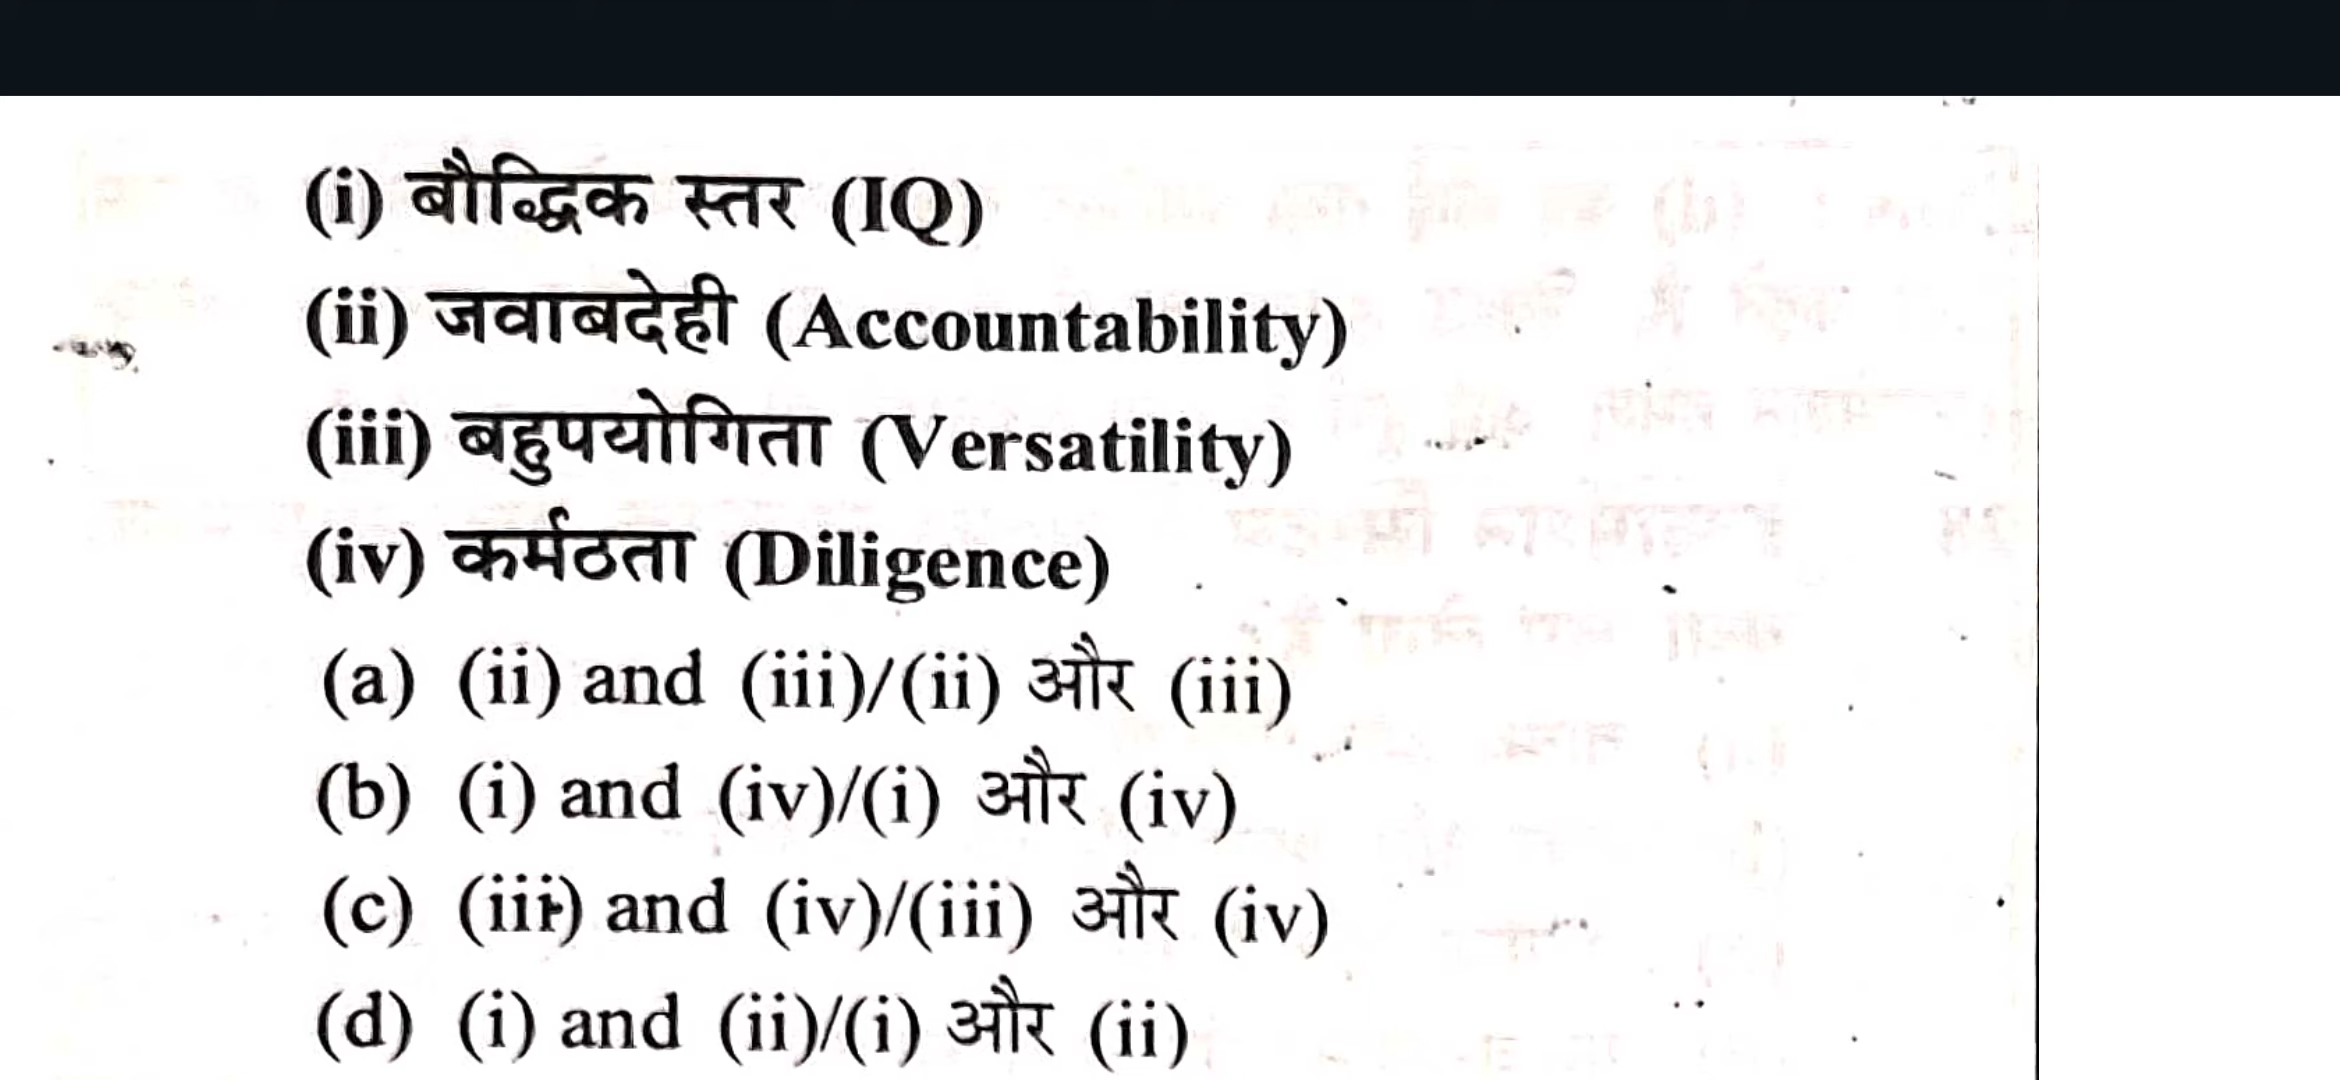 (i) बौद्धिक स्तर (IQ)
(ii) जवाबदेही (Accountability)
(iii) बहुपयोगिता (Versatility)
(iv) कर्मठता (Diligence)
(a) (ii) and (iii)/(ii) और (iii)
(b) (i) and (iv)/(i) और (iv)
(c) (iii) and (iv)/(iii) और (iv)
(d) (i) and (ii)/(i) और (ii)